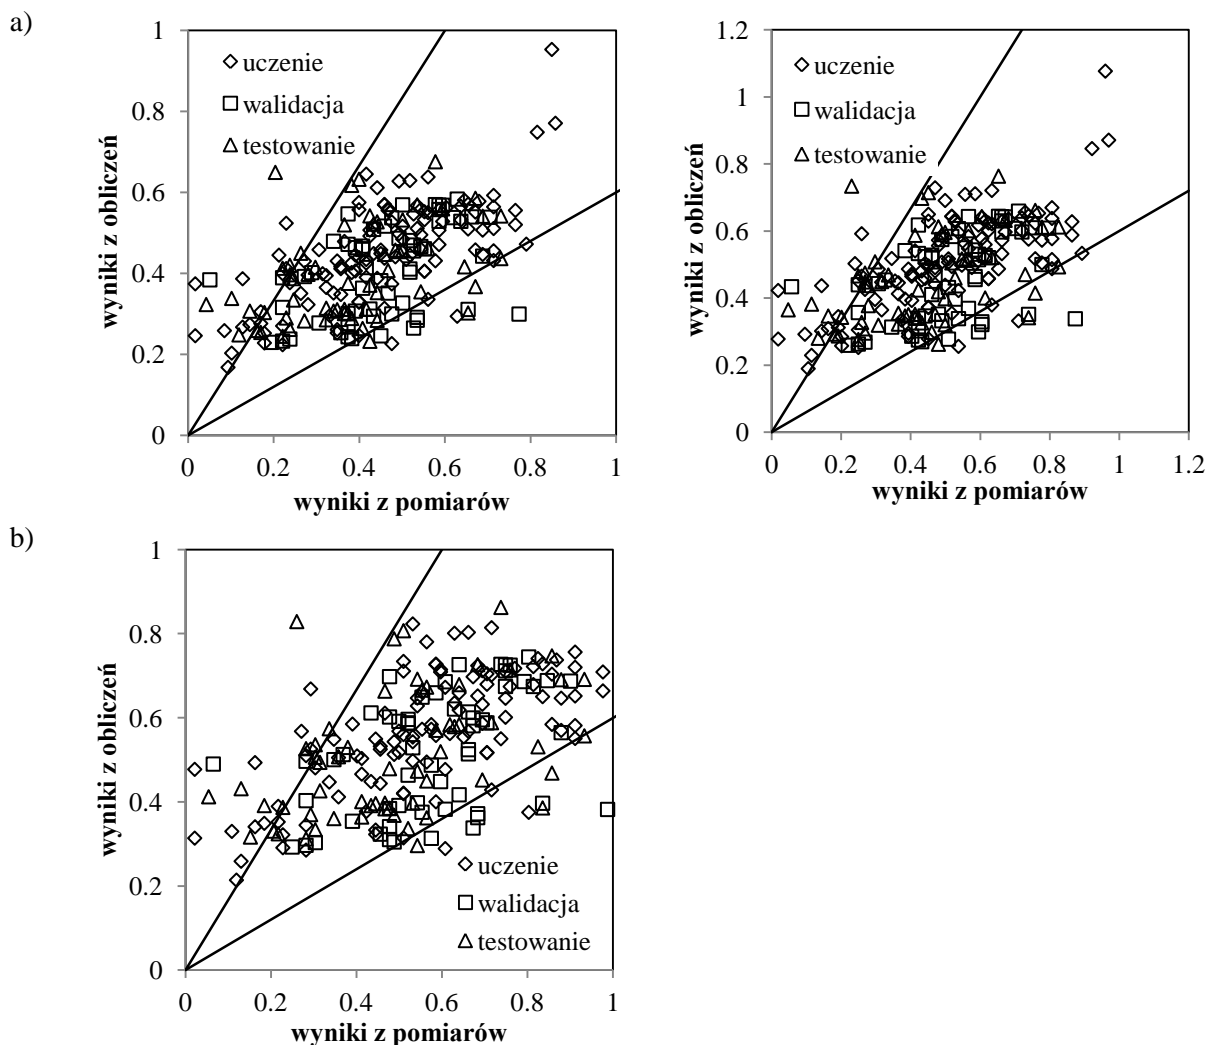 a)
1
0.8
0.6
0.4
0.2
0
0 0.2 0.4 0.6 0.8 1
wyniki z obliczeń
wyniki z pomiarów
uczenie
walidacja
testowanie
1.2
1
0.8
0.6
0.4
0.2
0
0 0.2 0.4 0.6 0.8 1 1.2
wyniki z obliczeń
wyniki z pomiarów
uczenie
walidacja
testowanie
b)
1
0.8
0.6
0.4
0.2
0
0 0.2 0.4 0.6 0.8 1
wyniki z obliczeń
wyniki z pomiarów
uczenie
walidacja
testowanie